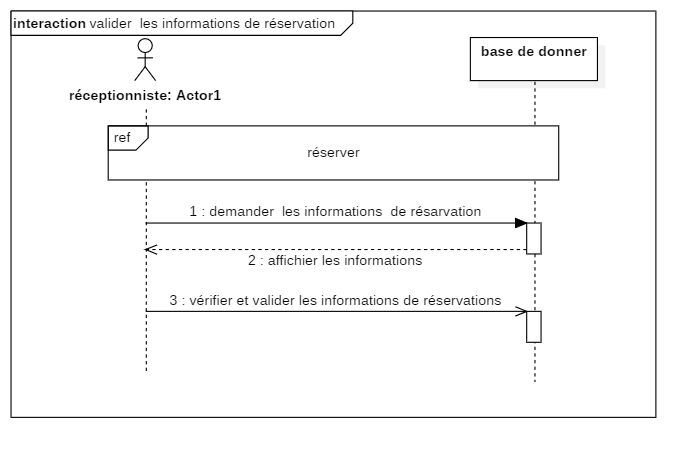 interaction valider les informations de réservation
réceptionniste: Actor1
base de donner
ref
réserver
1 : demander les informations de résarvation
2 : affichier les informations
3 : vérifier et valider les informations de réservations